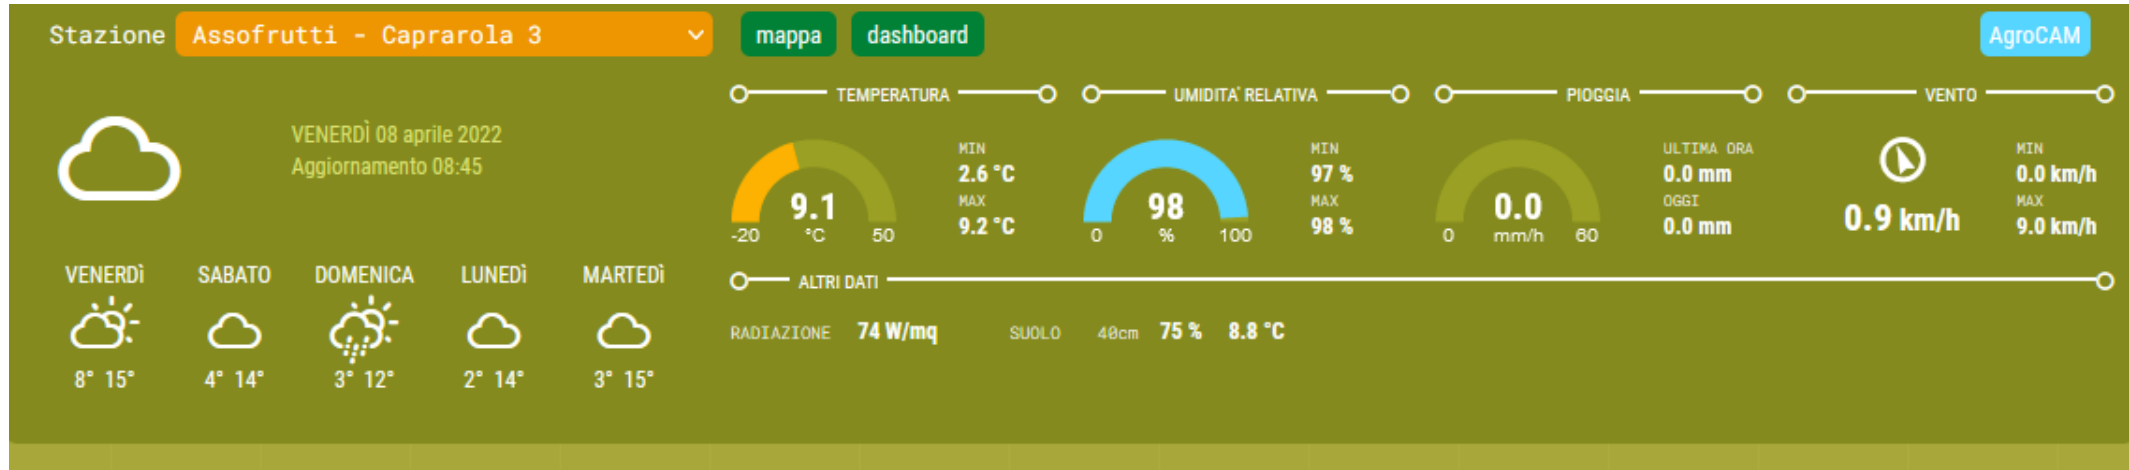 Stazione Assofrutti - Caprarola 3 mappa dashboard AgroCAM
VENERDÌ 08 aprile 2022
Aggiornamento 08:45
VENERDÌ SABATO DOMENICA LUNEDÌ MARTEDÌ
8° 15° 4° 14° 3° 12° 2° 14° 3° 15°
TEMPERATURA
9.1
-20 °C 50
MIN
2.6 °C
MAX
9.2 °C
UMIDITA' RELATIVA
98
0 % 100
MIN
97 %
MAX
98 %
PIOGGIA
0.0
0 mm/h 60
ULTIMA ORA
0.0 mm
OGGI
0.0 mm
VENTO
0.9 km/h
MIN
0.0 km/h
MAX
9.0 km/h
ALTRI DATI
RADIAZIONE 74 W/mq SUOLO 40cm 75 % 8.8 °C